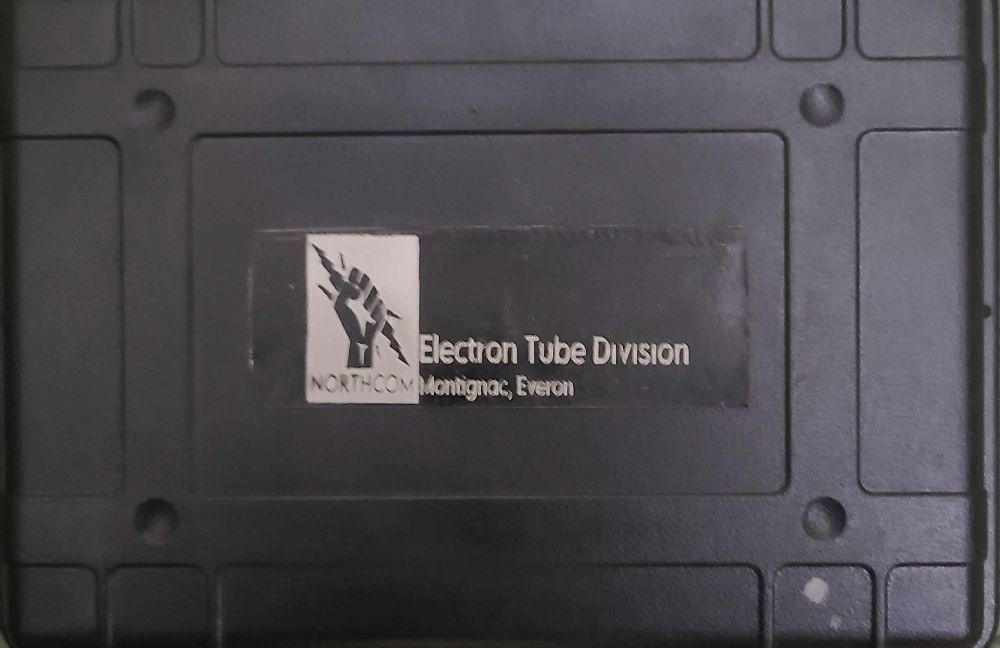 Electron Tube Division
NORTHCOM
Montignac, Everon